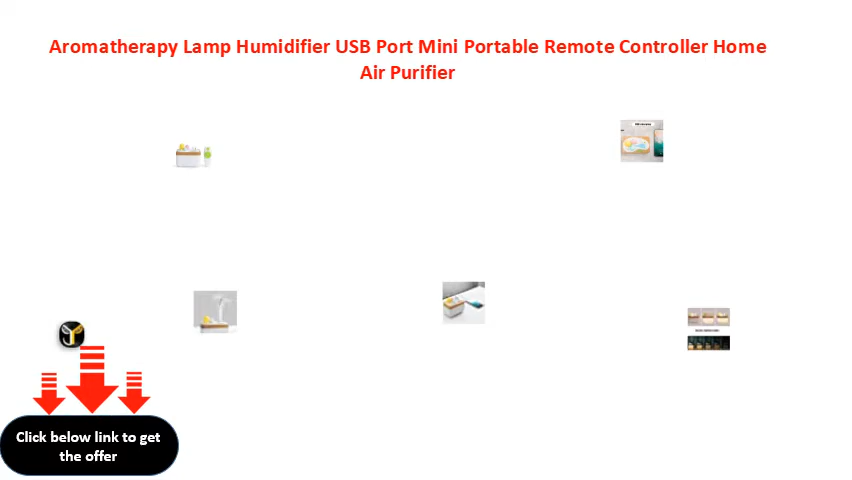 Aromatherapy Lamp Humidifier USB Port Mini Portable Remote Controller Home
Air Purifier
Click below link to get
the offer